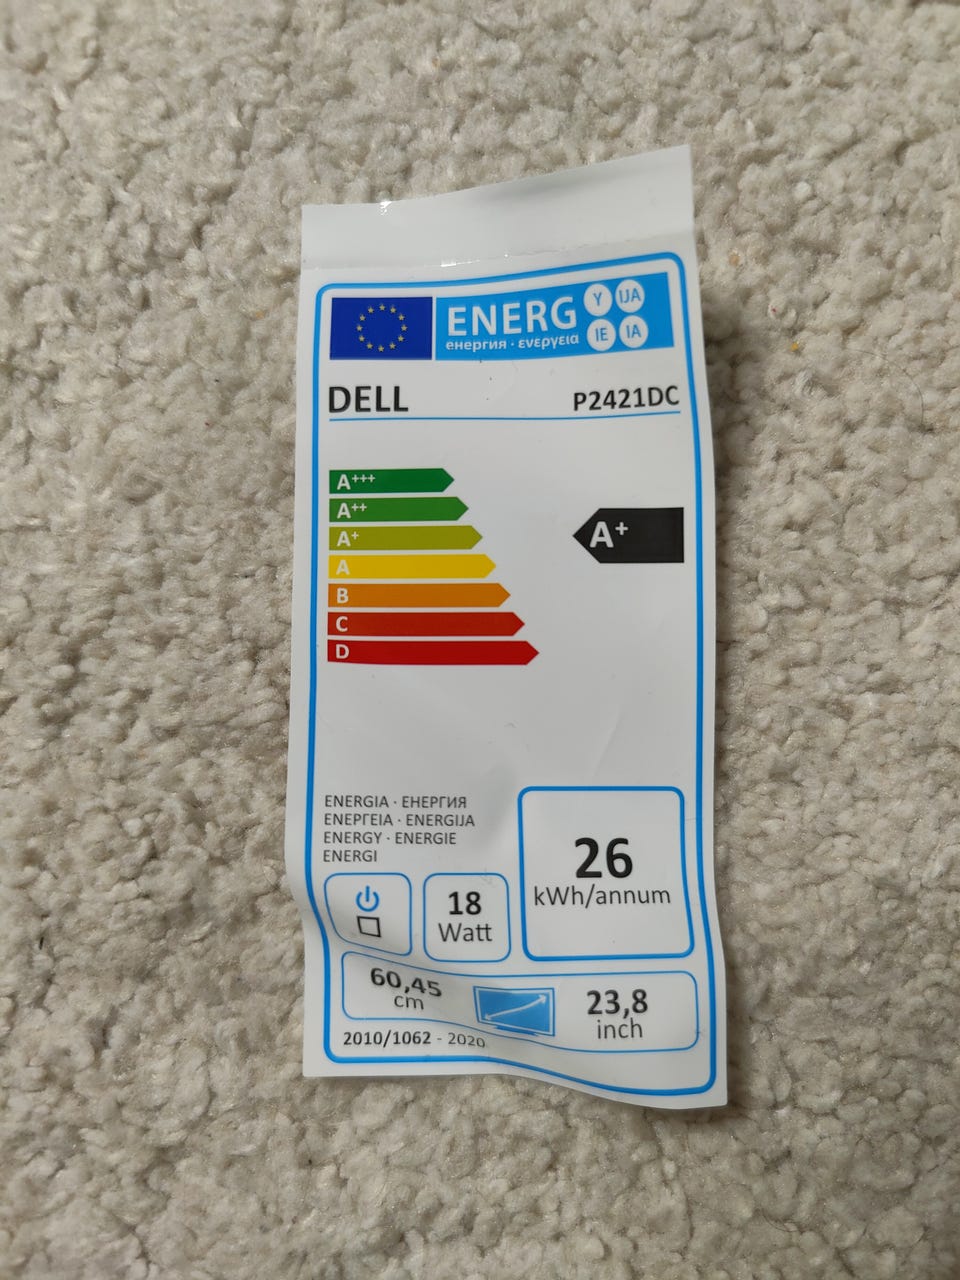 ENERG Y IJA
енергия · ενεργεια IE IA
DELL P2421DC
A+++
A++
A+ A+
A
B
C
D
ENERGIA · ЕНЕРГИЯ
ΕΝΕΡΓΕΙΑ · ENERGIJA
ENERGY · ENERGIE
ENERGI
26
kWh/annum
18
Watt
60,45
cm
23,8
inch
2010/1062 - 2020